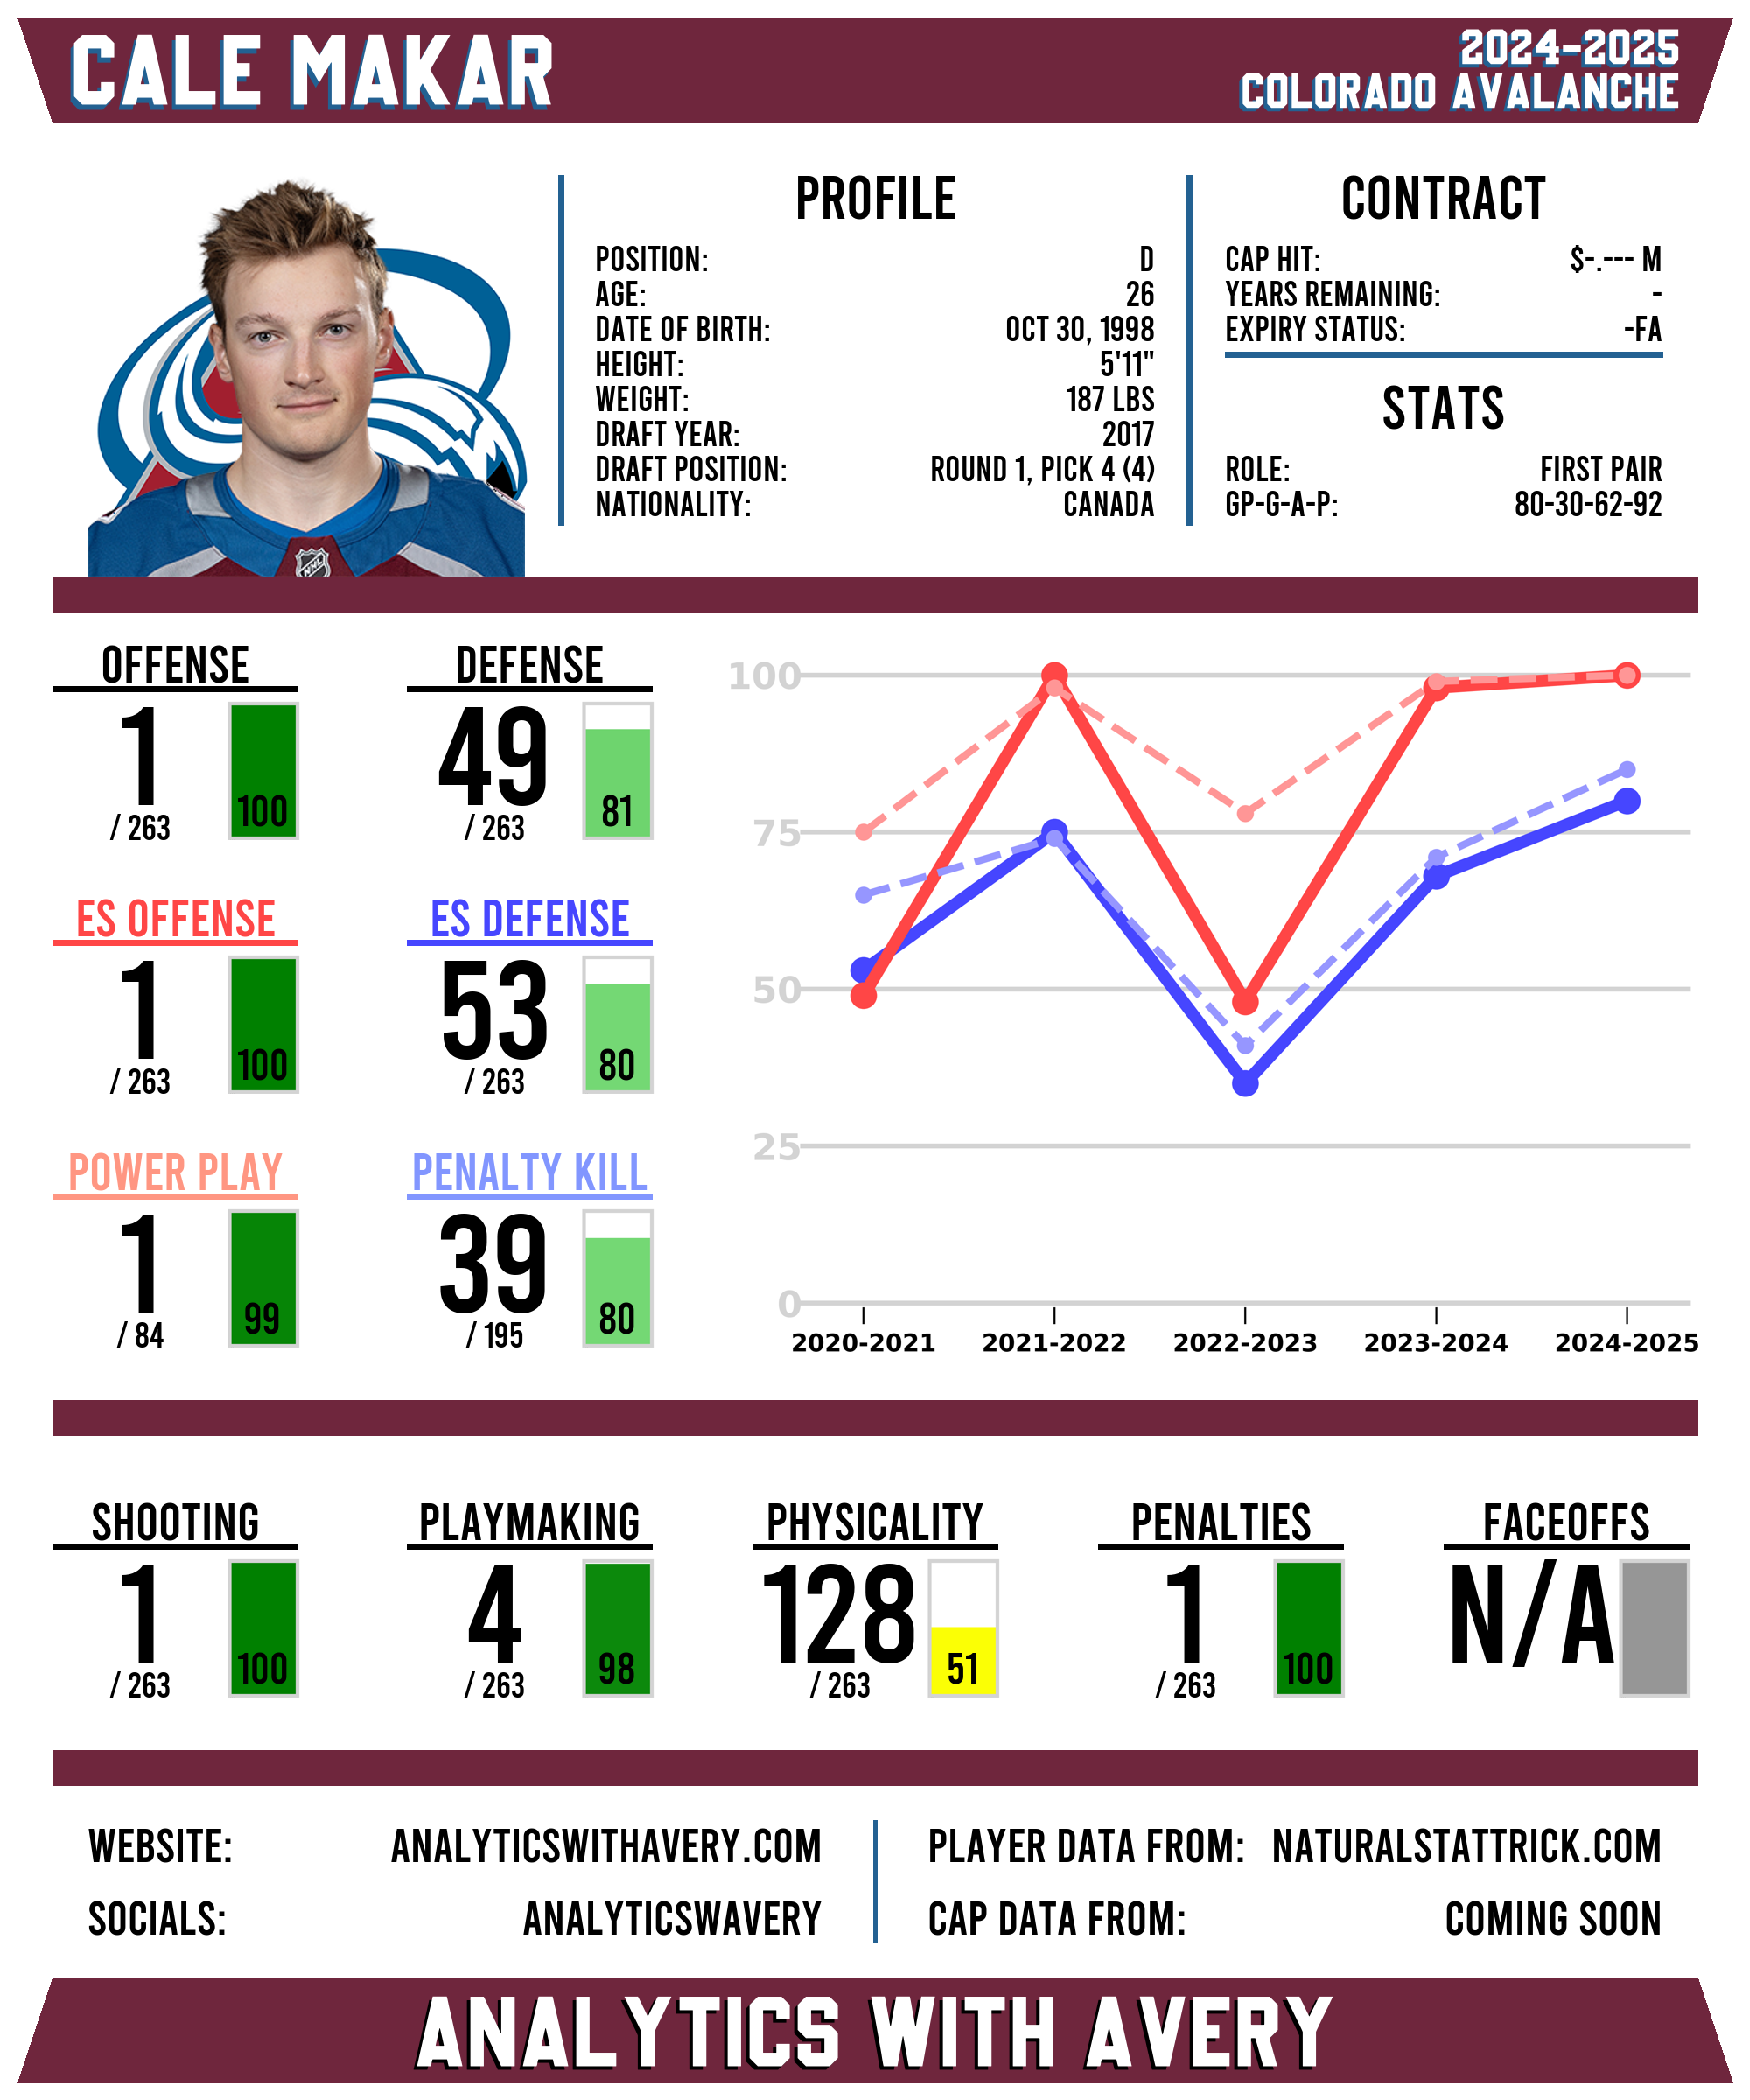 CALE MAKAR
2024-2025
COLORADO AVALANCHE
PROFILE
POSITION: D
AGE: 26
DATE OF BIRTH: OCT 30, 1998
HEIGHT: 5'11"
WEIGHT: 187 LBS
DRAFT YEAR: 2017
DRAFT POSITION: ROUND 1, PICK 4 (4)
NATIONALITY: CANADA
CONTRACT
CAP HIT: $-.--- M
YEARS REMAINING: -
EXPIRY STATUS: -FA
STATS
ROLE: FIRST PAIR
GP-G-A-P: 80-30-62-92
NHL
OFFENSE
1
/ 263
100
DEFENSE
49
/ 263
81
ES OFFENSE
1
/ 263
100
ES DEFENSE
53
/ 263
80
POWER PLAY
1
/ 84
99
PENALTY KILL
39
/ 195
80
100
75
50
25
0
2020-2021 2021-2022 2022-2023 2023-2024 2024-2025
SHOOTING
1
/ 263
100
PLAYMAKING
4
/ 263
98
PHYSICALITY
128
/ 263
51
PENALTIES
1
/ 263
100
FACEOFFS
N/A
WEBSITE: ANALYTICSWITHAVERY.COM
SOCIALS: ANALYTICSWAVERY
PLAYER DATA FROM: NATURALSTATTRICK.COM
CAP DATA FROM: COMING SOON
ANALYTICS WITH AVERY